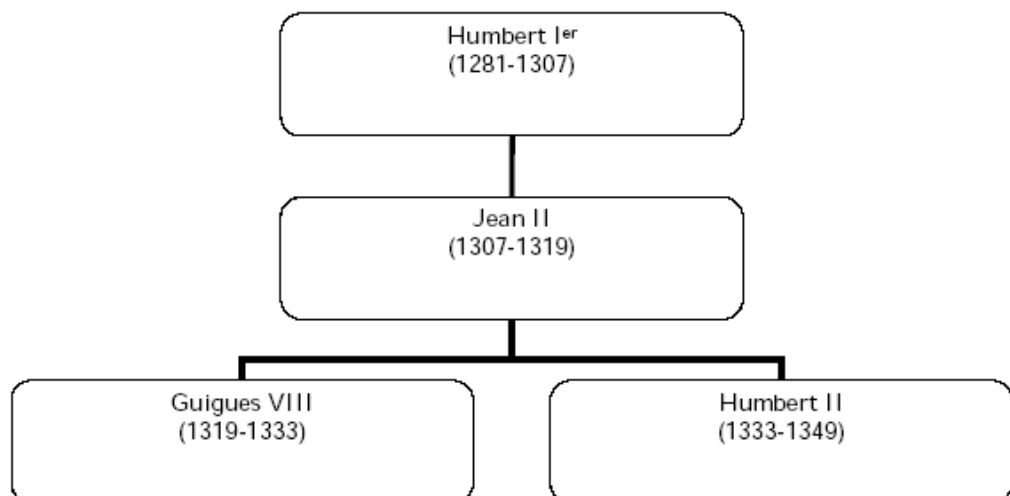 Humbert Iᵉʳ
(1281-1307)
Jean II
(1307-1319)
Guigues VIII
(1319-1333)
Humbert II
(1333-1349)